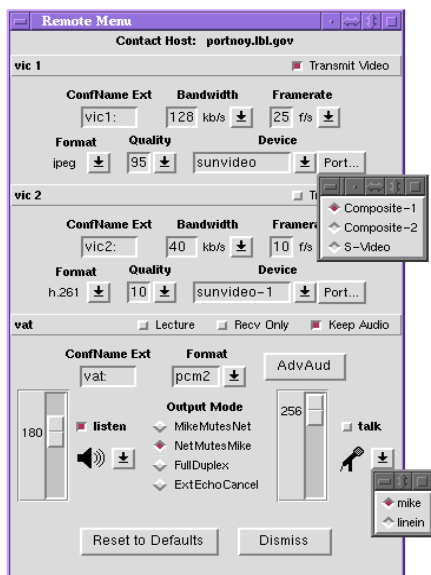 Remote Menu
Contact Host: portnoy.lbl.gov
vic 1 Transmit Video
ConfName Ext Bandwidth Framerate
vic1: 128 kb/s 25 f/s
Format Quality Device
jpeg 95 sunvideo Port...
vic 2
Composite-1
Composite-2
S-Video
ConfName Ext Bandwidth
vic2: 40 kb/s 10 f/s
Format Quality Device
h.261 10 sunvideo-1 Port...
vat Lecture Recv Only Keep Audio
ConfName Ext Format
vat: pcm2 AdvAud
Output Mode
180 listen MikeMutesNet 256 talk
NetMutesMike
FullDuplex
ExtEchoCancel
mike
linein
Reset to Defaults Dismiss